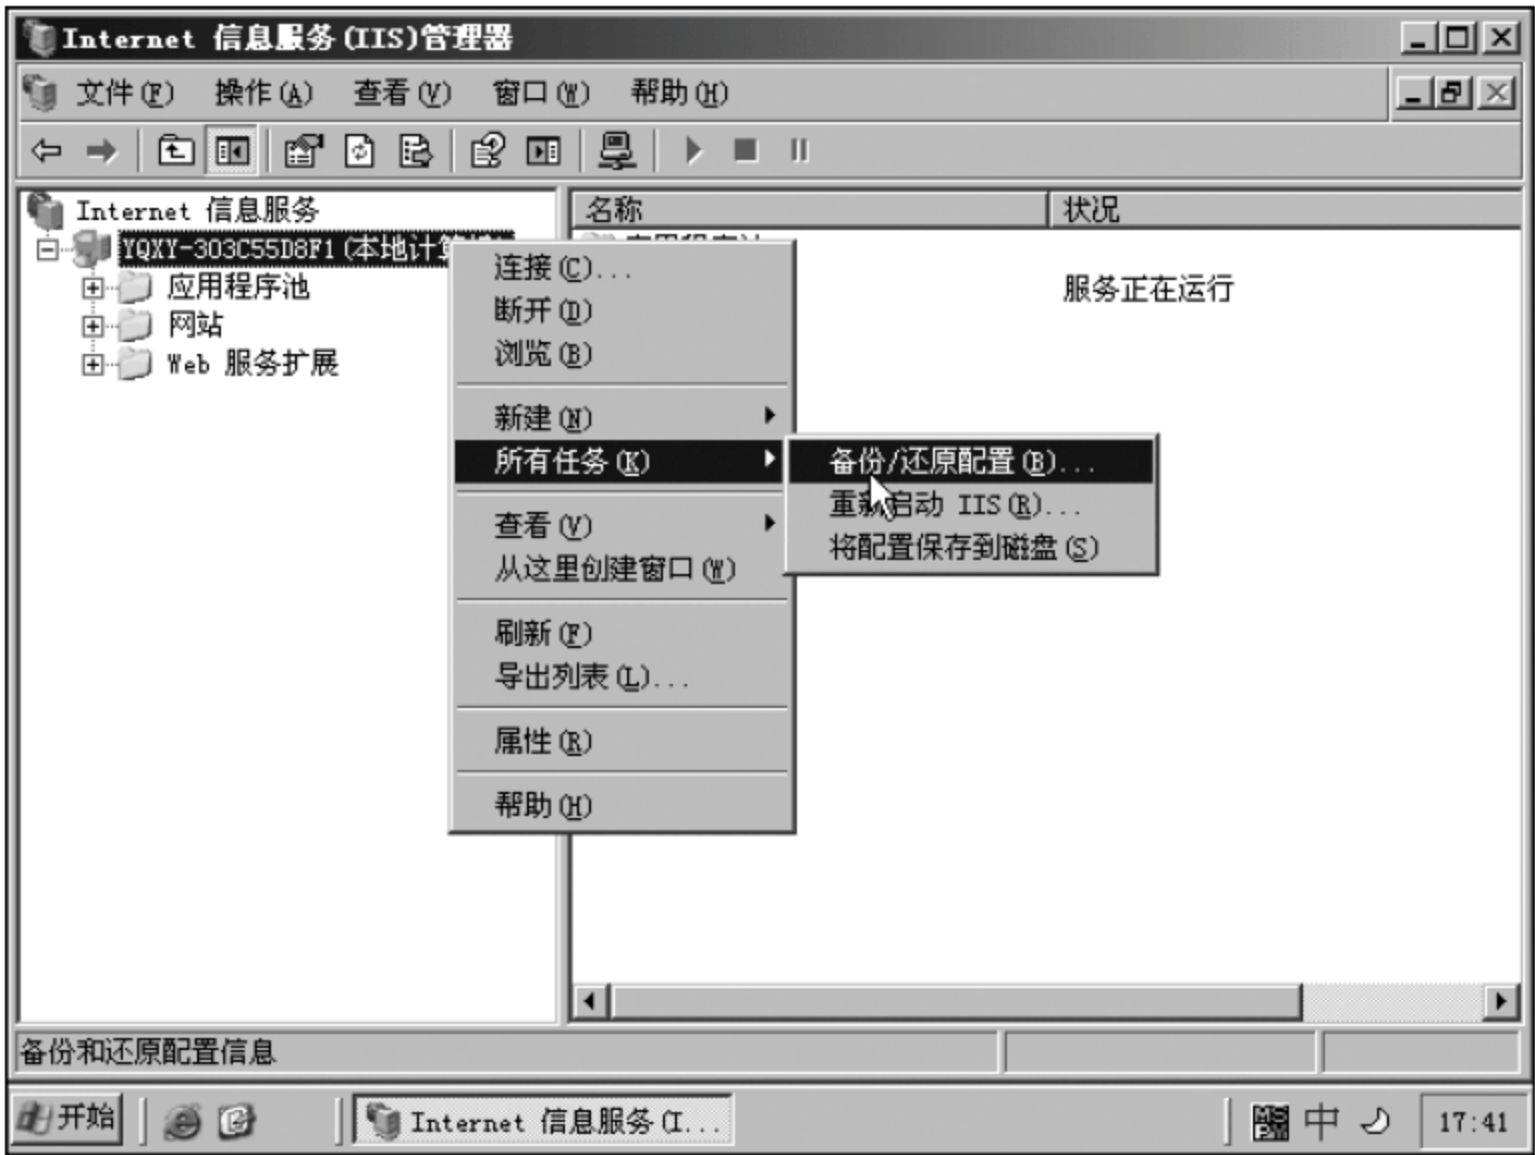 Internet 信息服务(IIS)管理器
文件(F) 操作(A) 查看(V) 窗口(W) 帮助(H)
Internet 信息服务
YQXY-303C55D8F1(本地计算
应用程序池
网站
Web 服务扩展
名称 状况
服务正在运行
连接(C)...
断开(D)
浏览(B)
新建(N)
所有任务(K)
查看(V)
从这里创建窗口(W)
刷新(F)
导出列表(L)...
属性(R)
帮助(H)
备份/还原配置(B)...
重新启动 IIS(R)...
将配置保存到磁盘(S)
备份和还原配置信息
开始
Internet 信息服务(I...
中
17:41